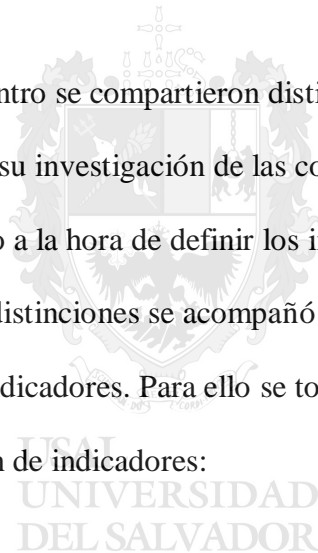 ntro se compartieron disti
su investigación de las co
o a la hora de definir los i
distinciones se acompañó
ndicadores. Para ello se to
n de indicadores:
USAL
UNIVERSIDAD
DEL SALVADOR